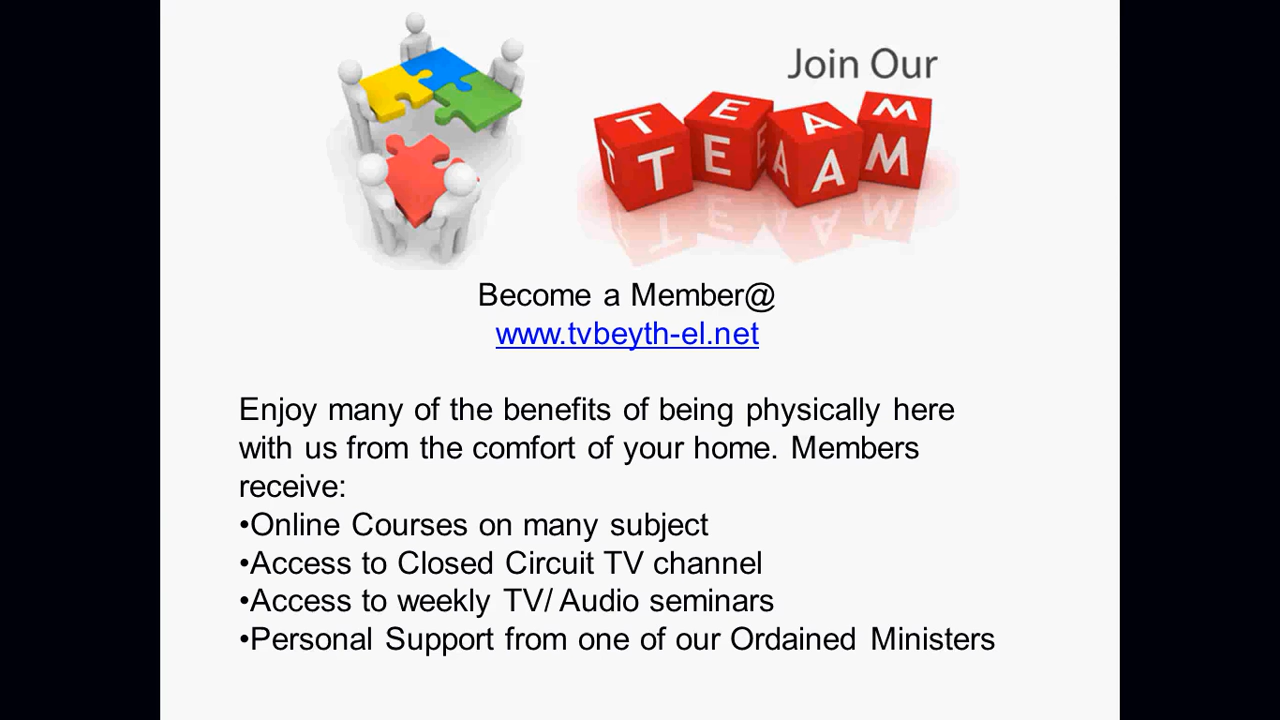 Join Our
TEAM
Become a Member@
www.tvbeyth-el.net
Enjoy many of the benefits of being physically here
with us from the comfort of your home. Members
receive:
•Online Courses on many subject
•Access to Closed Circuit TV channel
•Access to weekly TV/ Audio seminars
•Personal Support from one of our Ordained Ministers